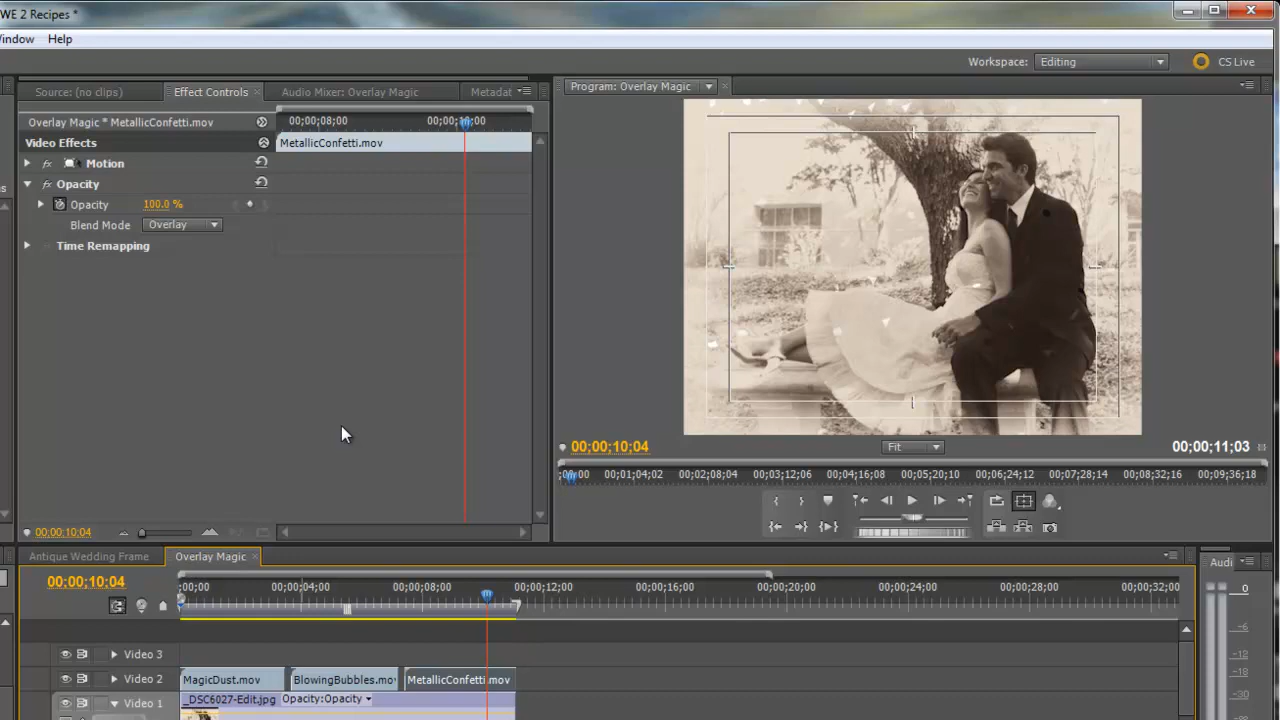 WE 2 Recipes *
indow Help
Workspace: Editing CS Live
Source: (no clips) Effect Controls × Audio Mixer: Overlay Magic Metadat
Program: Overlay Magic ×
Overlay Magic * MetallicConfetti.mov
00;00;08;00
Video Effects
MetallicConfetti.mov
fx Motion
fx Opacity
Opacity 100.0 %
Blend Mode Overlay
Time Remapping
00;00;10;04 Fit 00;00;11;03
;00;00 00;01;04;02 00;02;08;04 00;03;12;06 00;04;16;08 00;05;20;10 00;06;24;12 00;07;28;14 00;08;32;16 00;09;36;18
00;00;10;04
Antique Wedding Frame Overlay Magic × Audi
00;00;10;04
;00;00 00;00;04;00 00;00;08;00 00;00;12;00 00;00;16;00 00;00;20;00 00;00;24;00 00;00;28;00 00;00;32;00
0
-6
-12
-18
-30
Video 3
Video 2 MagicDust.mov BlowingBubbles.mov MetallicConfetti.mov
Video 1 _DSC6027-Edit.jpg Opacity:Opacity